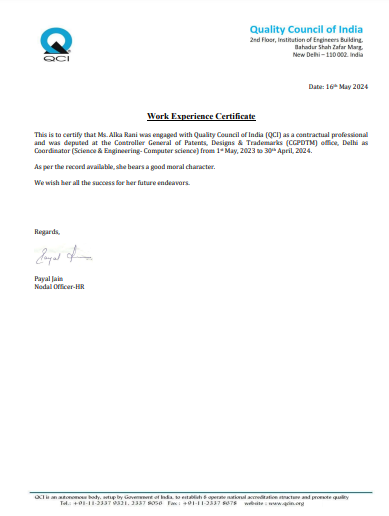 QCI
Quality Council of India
2nd Floor, Institution of Engineers Building,
Bahadur Shah Zafar Marg,
New Delhi – 110 002. India
Date: 16th May 2024
Work Experience Certificate
This is to certify that Ms. Alka Rani was engaged with Quality Council of India (QCI) as a contractual professional
and was deputed at the Controller General of Patents, Designs & Trademarks (CGPDTM) office, Delhi as
Coordinator (Science & Engineering- Computer science) from 1st May, 2023 to 30th April, 2024.
As per the record available, she bears a good moral character.
We wish her all the success for her future endeavors.
Regards,
Payal
Payal Jain
Nodal Officer-HR
QCI is an autonomous body, setup by Government of India, to establish & operate national accreditation structure and promote quality
Tel.: +91-11-2337 9321, 2337 8056 Fax: +91-11-2337 8678 website : www.qcin.org